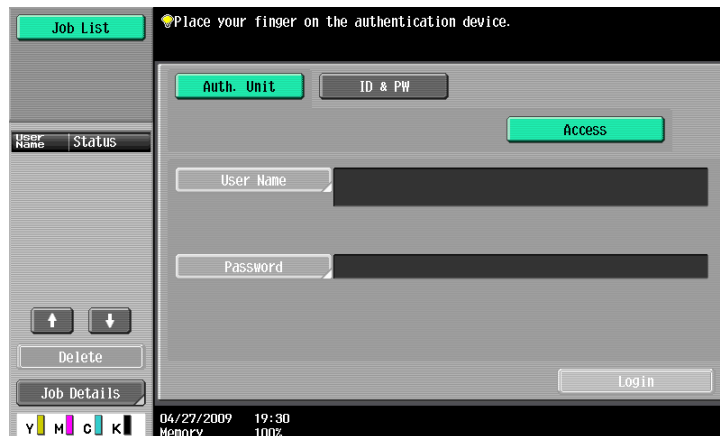 Job List
Place your finger on the authentication device.
Auth. Unit
ID & PW
Access
User Name
Status
User Name
Password
Delete
Login
Job Details
Y M C K
04/27/2009 19:30
Memory 100%